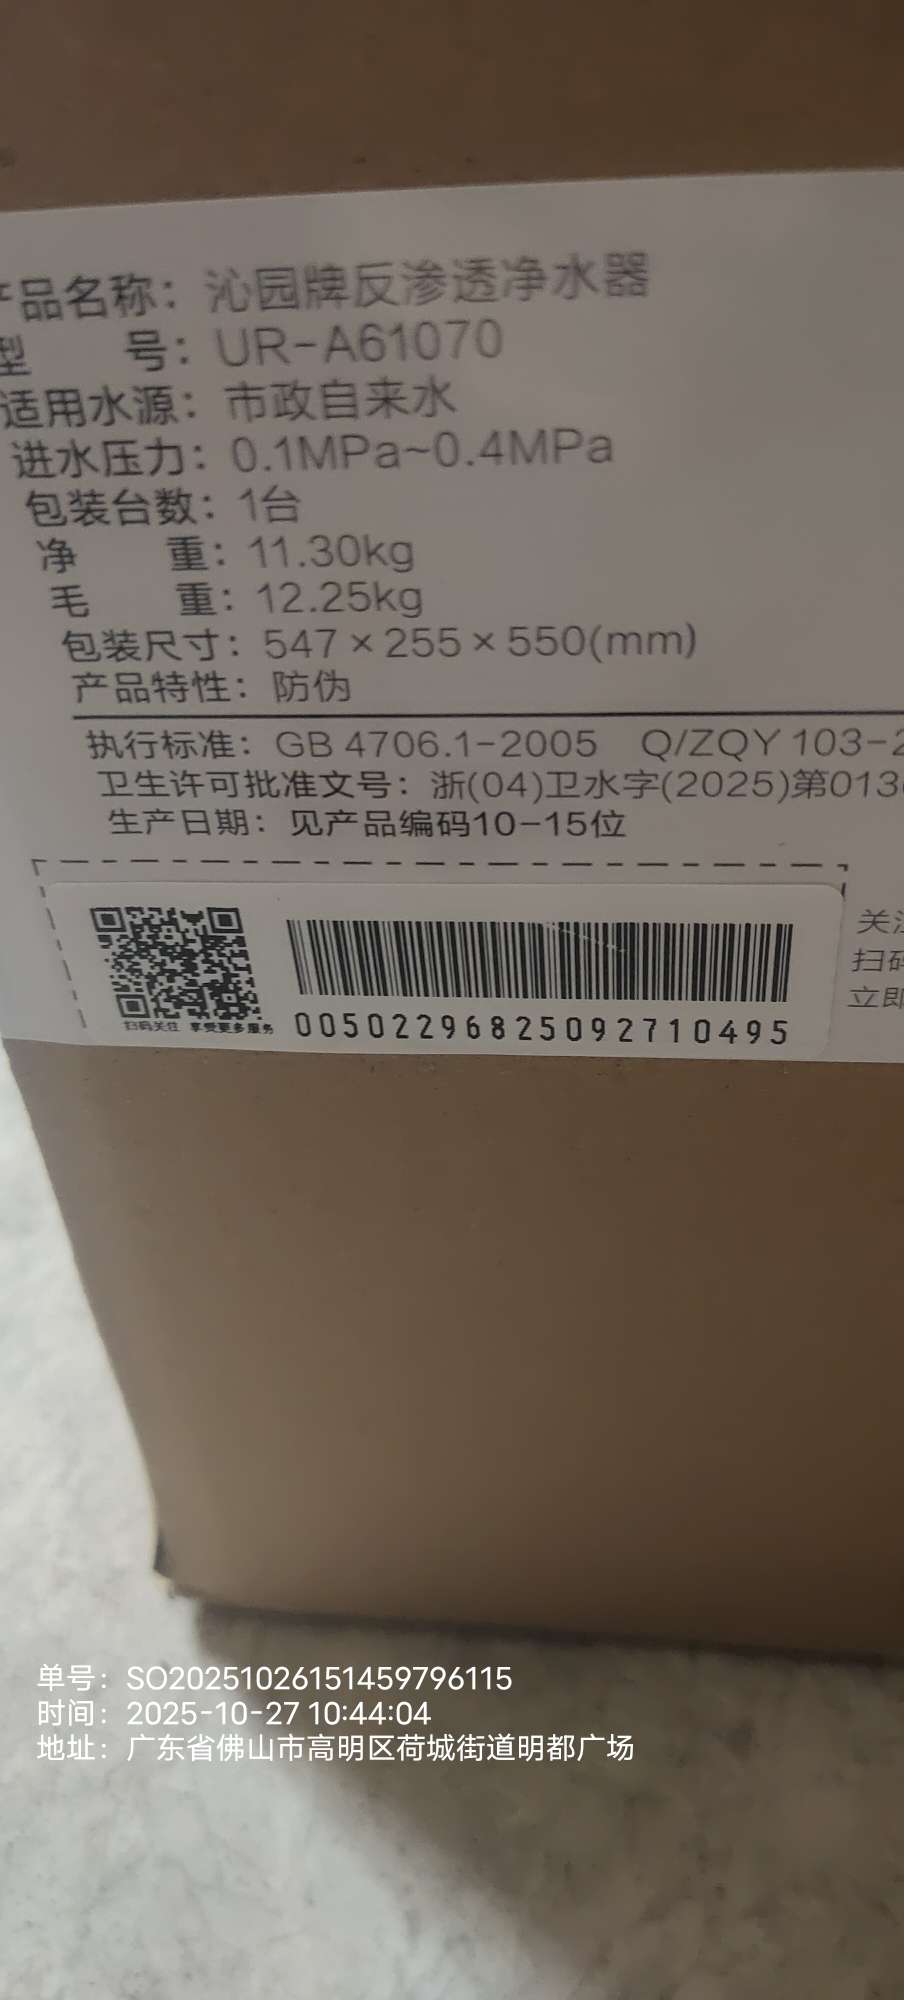 产品名称：沁园牌反渗透净水器
型 号：UR-A61070
适用水源：市政自来水
进水压力：0.1MPa~0.4MPa
包装台数：1台
净 重：11.30kg
毛 重：12.25kg
包装尺寸：547×255×550(mm)
产品特性：防伪
执行标准：GB 4706.1-2005 Q/ZQY 103-2
卫生许可批准文号：浙(04)卫水字(2025)第013
生产日期：见产品编码10-15位
扫码关注 享受更多服务
00502296825092710495
关注
扫码
立即
单号：SO20251026151459796115
时间：2025-10-27 10:44:04
地址：广东省佛山市高明区荷城街道明都广场